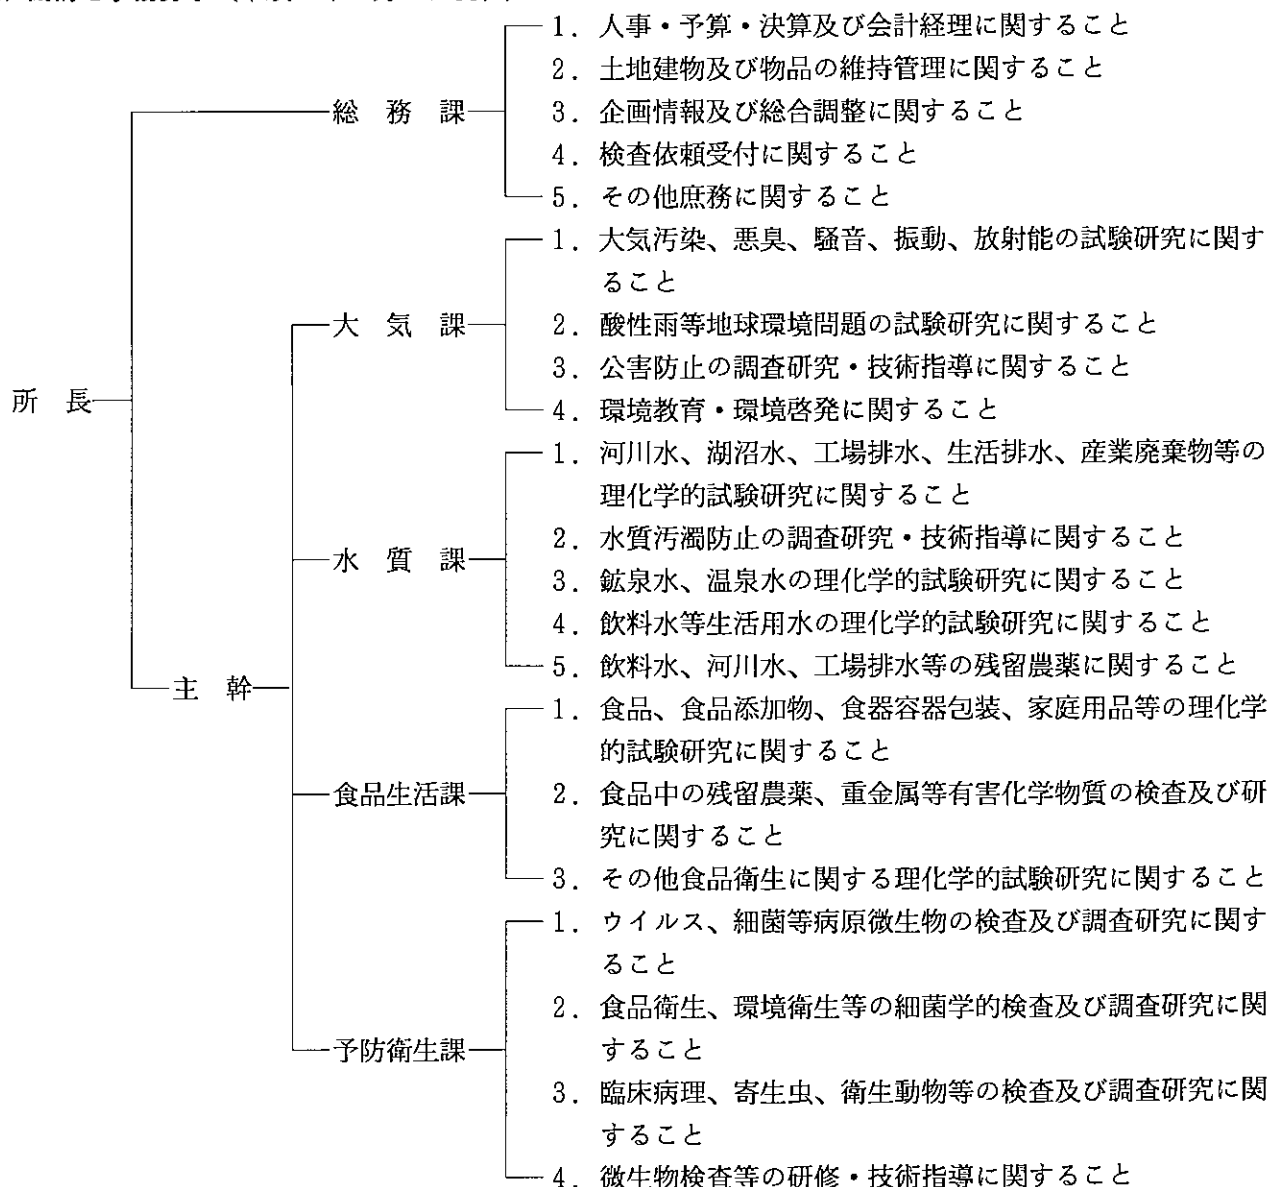 1. 人事・予算・決算及び会計経理に関すること
2. 土地建物及び物品の維持管理に関すること
総務課
3. 企画情報及び総合調整に関すること
4. 検査依頼受付に関すること
5. その他庶務に関すること
1. 大気汚染、悪臭、騒音、振動、放射能の試験研究に関す
ること
大気課
2. 酸性雨等地球環境問題の試験研究に関すること
3. 公害防止の調査研究・技術指導に関すること
所長
4. 環境教育・環境啓発に関すること
1. 河川水、湖沼水、工場排水、生活排水、産業廃棄物等の
理化学的試験研究に関すること
2. 水質汚濁防止の調査研究・技術指導に関すること
水質課
3. 鉱泉水、温泉水の理化学的試験研究に関すること
4. 飲料水等生活用水の理化学的試験研究に関すること
5. 飲料水、河川水、工場排水等の残留農薬に関すること
主幹
1. 食品、食品添加物、食器容器包装、家庭用品等の理化学
的試験研究に関すること
食品生活課
2. 食品中の残留農薬、重金属等有害化学物質の検査及び研
究に関すること
3. その他食品衛生に関する理化学的試験研究に関すること
1. ウイルス、細菌等病原微生物の検査及び調査研究に関す
ること
2. 食品衛生、環境衛生等の細菌学的検査及び調査研究に関
すること
予防衛生課
3. 臨床病理、寄生虫、衛生動物等の検査及び調査研究に関
すること
4. 微生物検査等の研修・技術指導に関すること